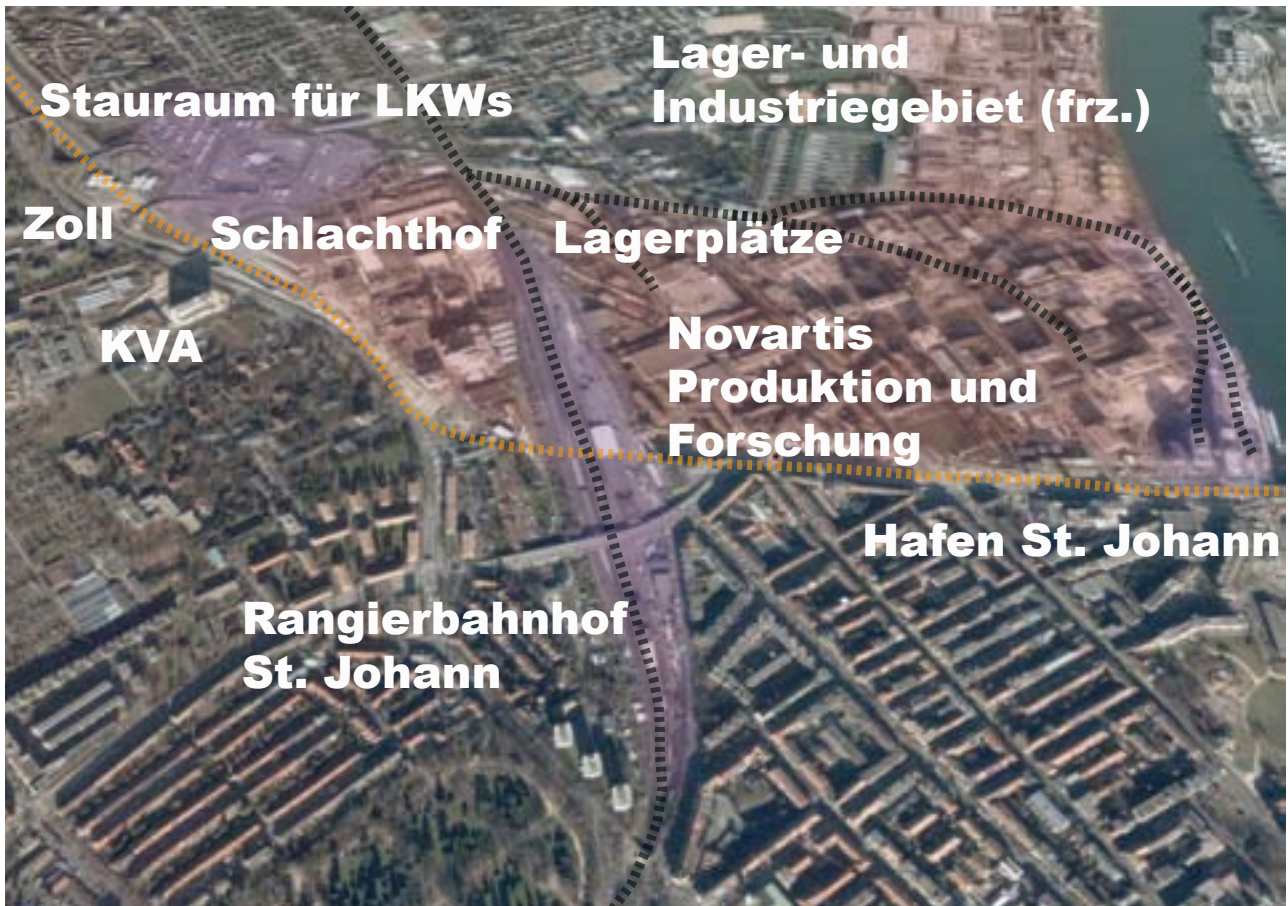 Lager- und
Industriegebiet (frz.)
Stauraum für LKWs
Zoll
Schlachthof
Lagerplätze
KVA
Novartis
Produktion und
Forschung
Hafen St. Johann
Rangierbahnhof
St. Johann